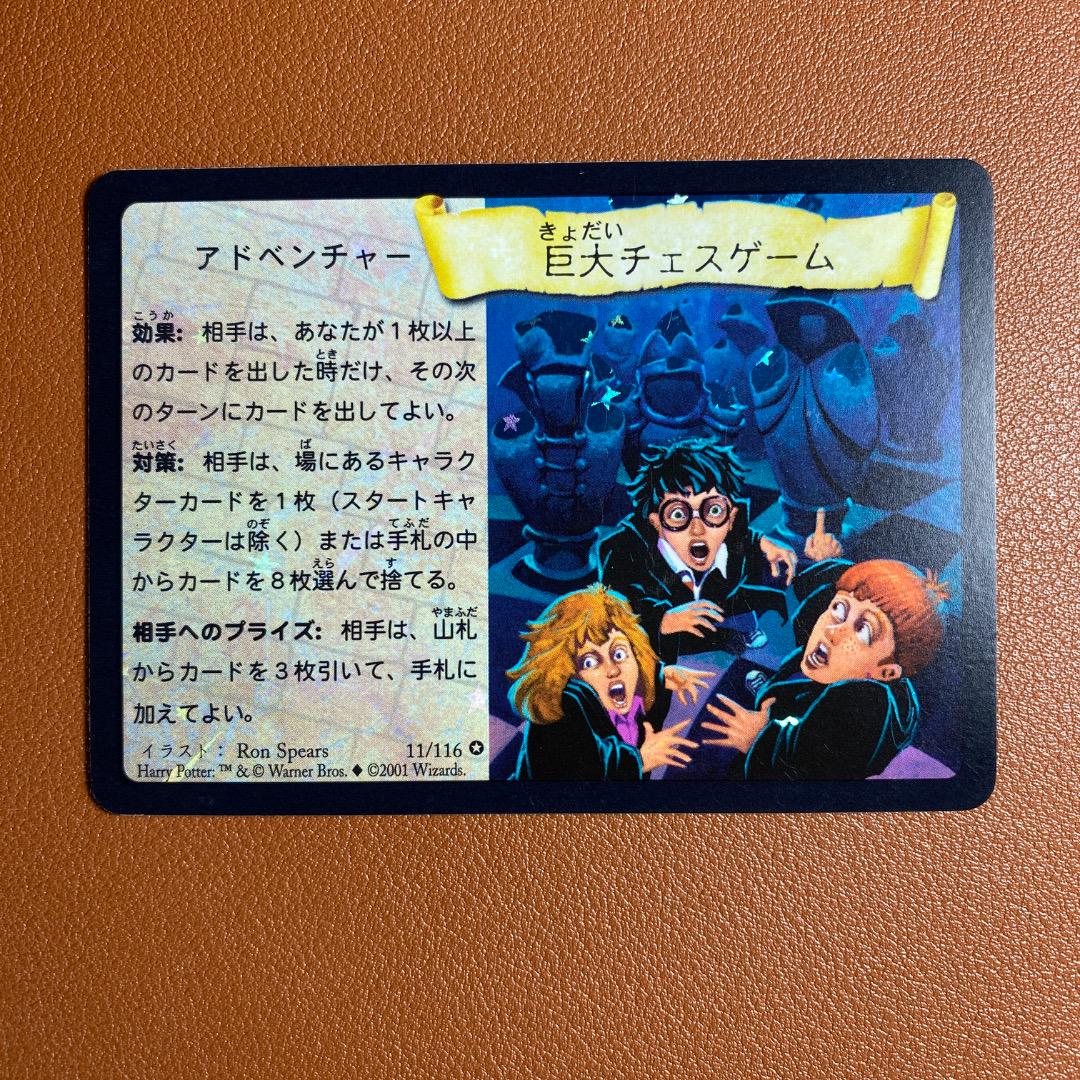 アドベンチャー
きょだい
巨大チェスゲーム
こうか
効果: 相手は、あなたが1枚以上
とき
のカードを出した時だけ、その次
のターンにカードを出してよい。
たいさく ば
対策: 相手は、場にあるキャラク
ターカードを1枚（スタートキャ
のぞ てふだ
ラクターは除く）または手札の中
えら す
からカードを8枚選んで捨てる。
やまふだ
相手へのプライズ: 相手は、山札
からカードを3枚引いて、手札に
加えてよい。
イラスト: Ron Spears 11/116 ✪
Harry Potter: ™ & © Warner Bros. ♦ ©2001 Wizards.